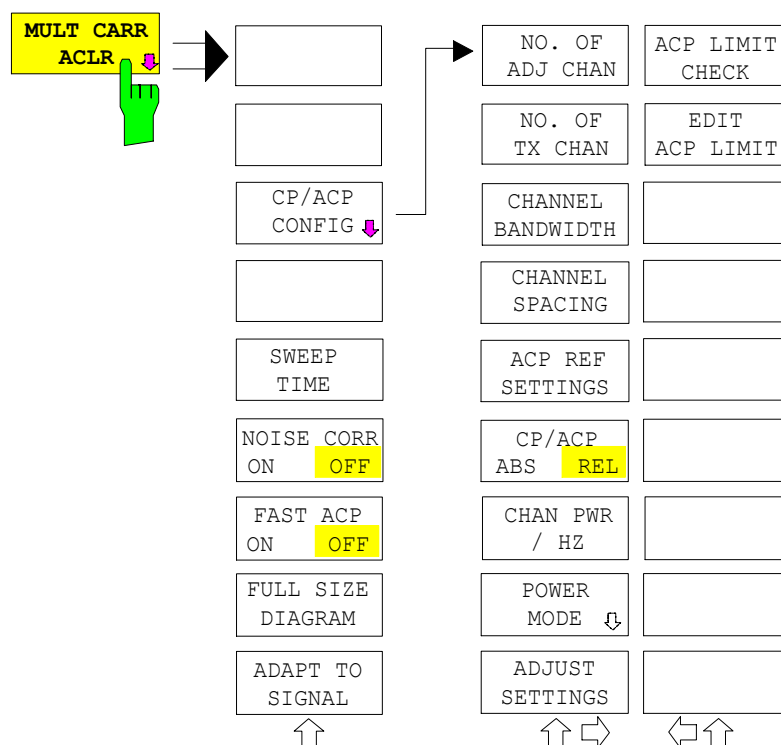 MULT CARR
ACLR
CP/ACP
CONFIG
SWEEP
TIME
NOISE CORR
ON OFF
FAST ACP
ON OFF
FULL SIZE
DIAGRAM
ADAPT TO
SIGNAL
NO. OF
ADJ CHAN
NO. OF
TX CHAN
CHANNEL
BANDWIDTH
CHANNEL
SPACING
ACP REF
SETTINGS
CP/ACP
ABS REL
CHAN PWR
/ HZ
POWER
MODE
ADJUST
SETTINGS
ACP LIMIT
CHECK
EDIT
ACP LIMIT